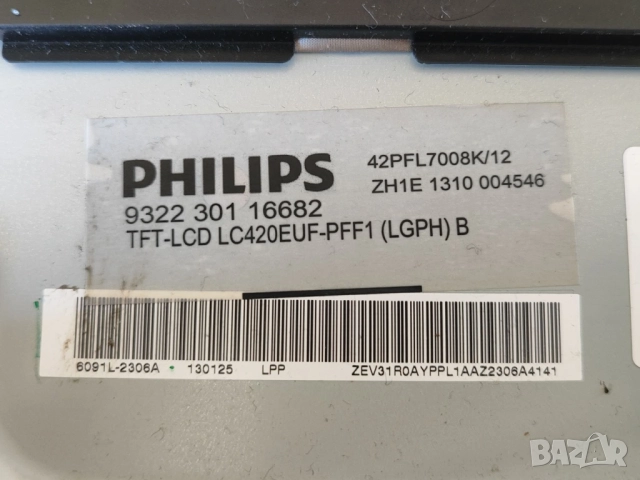 PHILIPS
42PFL7008K/12
ZH1E 1310 004546
9322 301 16682
TFT-LCD LC420EUF-PFF1 (LGPH) B
6091L-2306A 130125 LPP ZEV31R0AYPPL1AAZ2306A4141
BAZAR